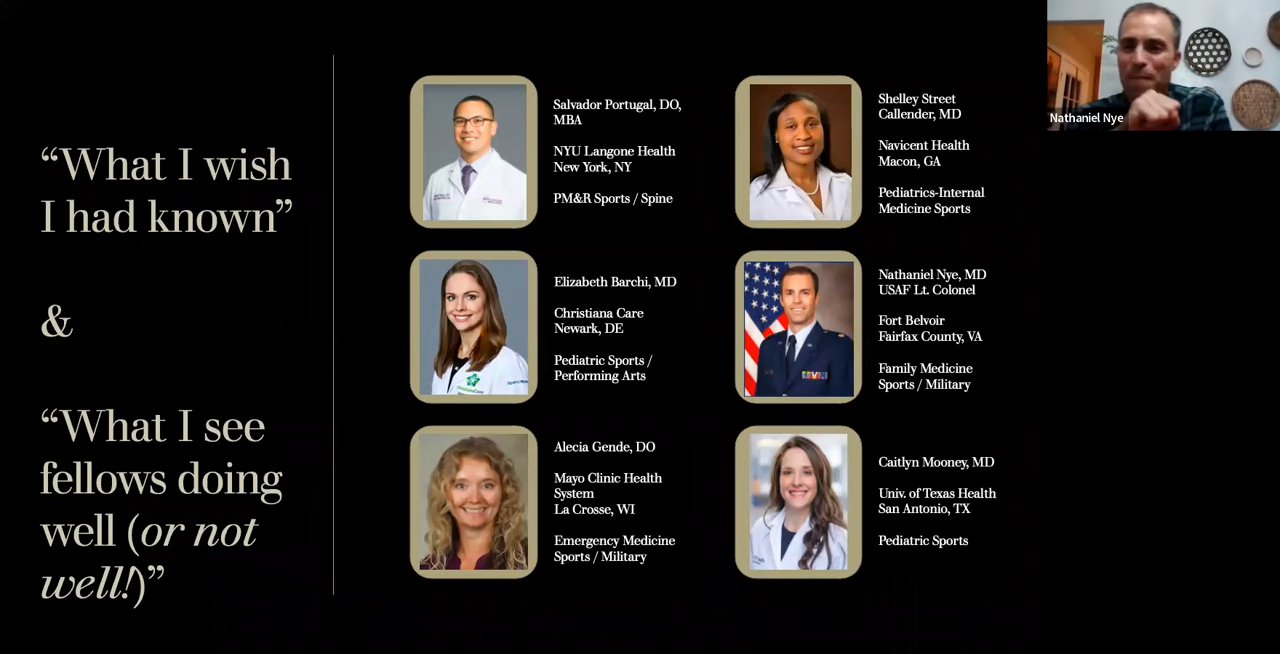 “What I wish
I had known”
&
“What I see
fellows doing
well (or not
well!)”
Salvador Portugal, DO,
MBA
NYU Langone Health
New York, NY
PM&R Sports / Spine
Shelley Street
Callender, MD
Navicent Health
Macon, GA
Pediatrics-Internal
Medicine Sports
Elizabeth Barchi, MD
Christiana Care
Newark, DE
Pediatric Sports /
Performing Arts
Nathaniel Nye, MD
USAF Lt. Colonel
Fort Belvoir
Fairfax County, VA
Family Medicine
Sports / Military
Alecia Gende, DO
Mayo Clinic Health
System
La Crosse, WI
Emergency Medicine
Sports / Military
Caitlyn Mooney, MD
Univ. of Texas Health
San Antonio, TX
Pediatric Sports
Nathaniel Nye